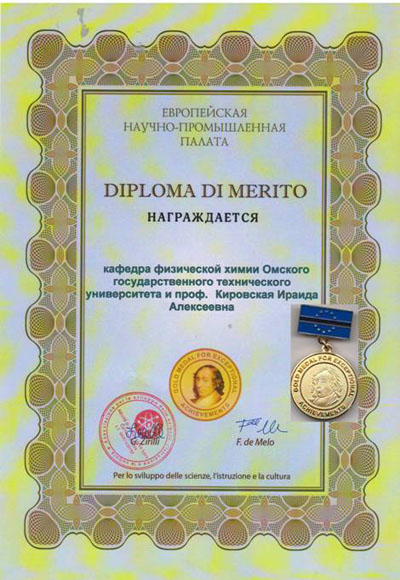 ЕВРОПЕЙСКАЯ
НАУЧНО-ПРОМЫШЛЕННАЯ
ПАЛАТА
DIPLOMA DI MERITO
НАГРАЖДАЕТСЯ
кафедра физической химии Омского
государственного технического
университета и проф. Кировская Ираида
Алексеевна
GOLD MEDAL FOR EXCEPTIONAL
ACHIEVEMENTS
GOLD MEDAL FOR EXCEPTIONAL
ACHIEVEMENTS
G. Zirilli
F. de Melo
Per lo sviluppo delle scienze, l'istruzione e la cultura